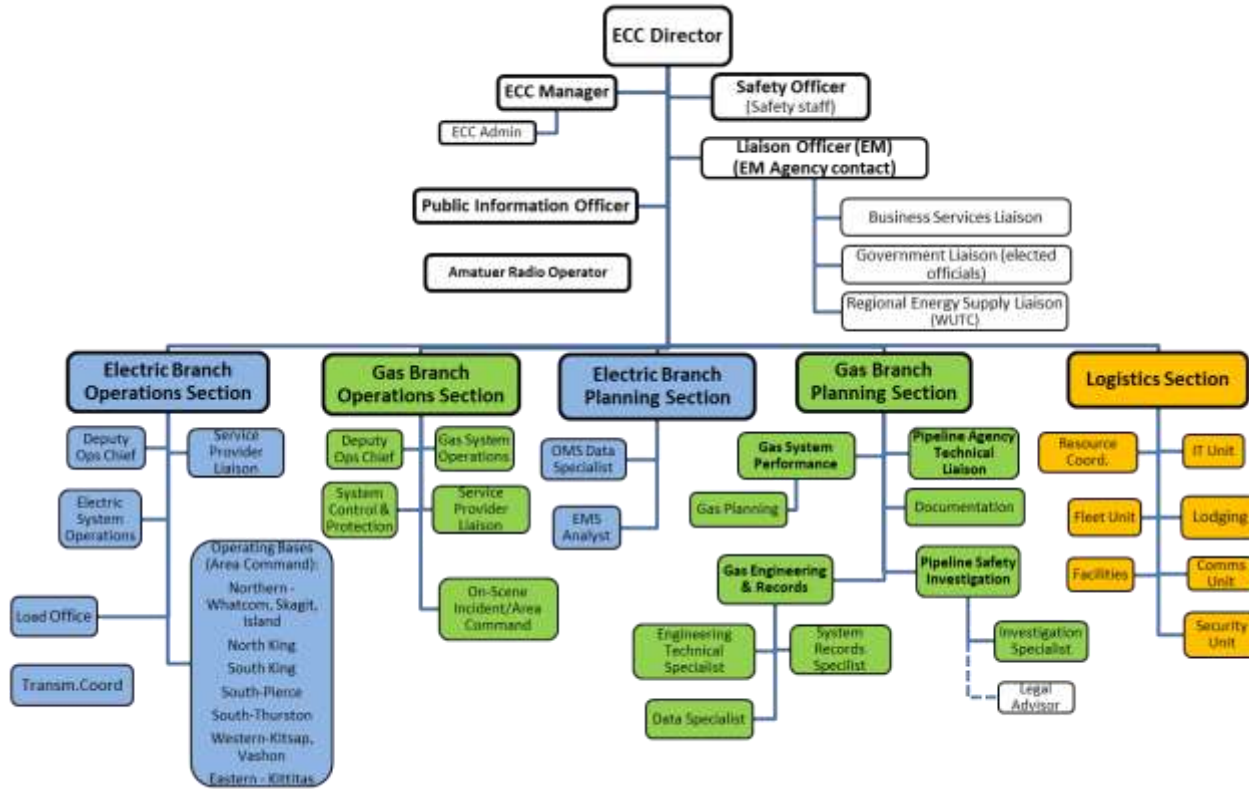 ECC Director
ECC Manager
Safety Officer
(Safety staff)
ECC Admin
Liaison Officer (EM)
(EM Agency contact)
Public Information Officer
Business Services Liaison
Amatuer Radio Operator
Government Liaison (elected
officials)
Regional Energy Supply Liaison
(WUTC)
Electric Branch
Operations Section
Gas Branch
Operations Section
Electric Branch
Planning Section
Gas Branch
Planning Section
Logistics Section
Deputy
Ops Chief
Service
Provider
Liaison
Electric
System
Operations
Operating Bases
(Area Command):
Northern -
Whatcom, Skagit,
Island
North King
South King
South-Pierce
South-Thurston
Western-Kitsap,
Vashon
Eastern - Kittitas
Load Office
Transm.Coord
Deputy
Ops Chief
Gas System
Operations
System
Control &
Protection
Service
Provider
Liaison
On-Scene
Incident/Area
Command
OMS Data
Specialist
EMS
Analyst
Gas System
Performance
Pipeline Agency
Technical
Liaison
Gas Planning
Documentation
Gas Engineering
& Records
Pipeline Safety
Investigation
Engineering
Technical
Specialist
System
Records
Specilist
Data Specialist
Investigation
Specialist
Legal
Advisor
Resource
Coord.
IT Unit
Fleet Unit
Lodging
Facilities
Comms
Unit
Security
Unit